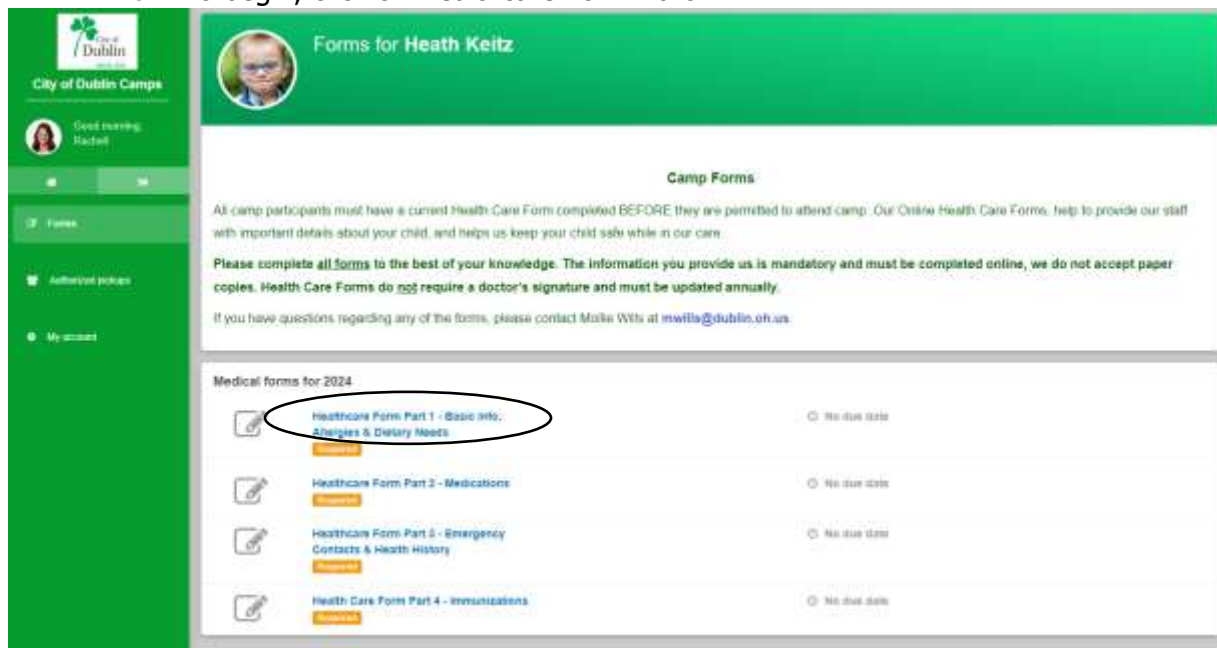 City of
Dublin
City of Dublin Camps
Good morning,
Forms
Authorized pickups
My account
Forms for Heath Keitz
Camp Forms
All camp participants must have a current Health Care Form completed BEFORE they are permitted to attend camp. Our Online Health Care Forms, help to provide our staff
with important details about your child, and helps us keep your child safe while in our care.
Please complete all forms to the best of your knowledge. The information you provide us is mandatory and must be completed online, we do not accept paper
copies. Health Care Forms do not require a doctor's signature and must be updated annually.
If you have questions regarding any of the forms, please contact Mollie Wills at mwills@dublin.oh.us
Medical forms for 2024
Healthcare Form Part 1 - Basic Info,
Allergies & Dietary Needs
Required
No due date
Healthcare Form Part 2 - Medications
Required
No due date
Healthcare Form Part 3 - Emergency
Contacts & Health History
Required
No due date
Health Care Form Part 4 - Immunizations
Required
No due date